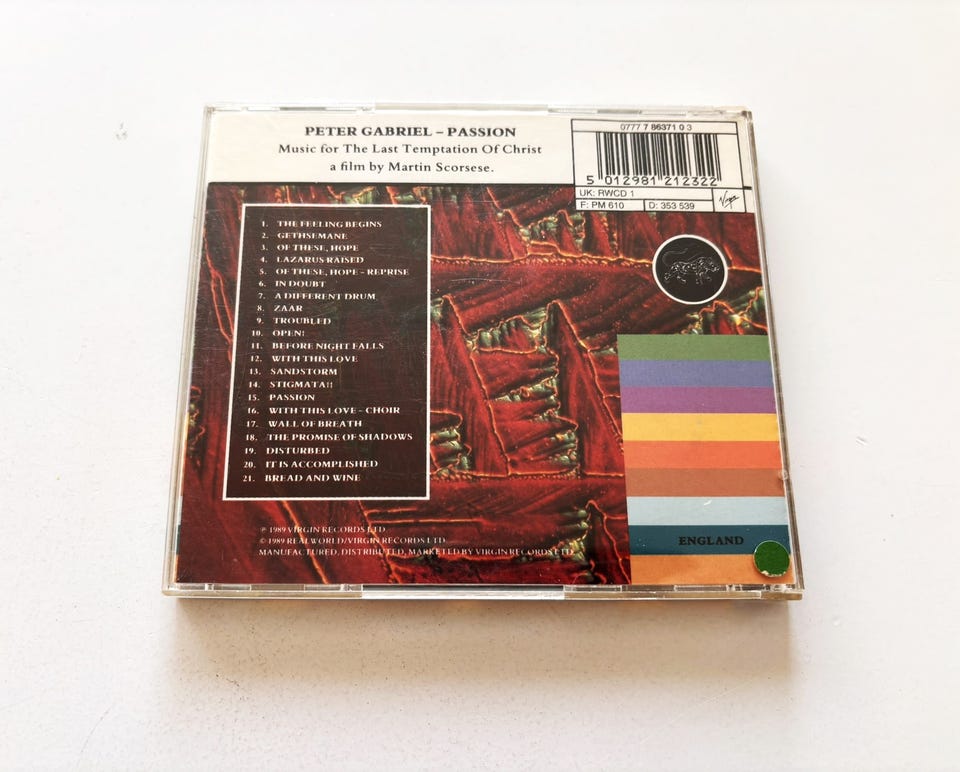 PETER GABRIEL – PASSION
Music for The Last Temptation Of Christ
a film by Martin Scorsese.
0777 7 86371 0 3
5 012981 212322
UK: RWCD 1
F: PM 610
D: 353 539
Virgin
1. THE FEELING BEGINS
2. GETHSEMANE
3. OF THESE, HOPE
4. LAZARUS RAISED
5. OF THESE, HOPE – REPRISE
6. IN DOUBT
7. A DIFFERENT DRUM
8. ZAAR
9. TROUBLED
10. OPEN!
11. BEFORE NIGHT FALLS
12. WITH THIS LOVE
13. SANDSTORM
14. STIGMATA!!
15. PASSION
16. WITH THIS LOVE – CHOIR
17. WALL OF BREATH
18. THE PROMISE OF SHADOWS
19. DISTURBED
20. IT IS ACCOMPLISHED
21. BREAD AND WINE
℗ 1989 VIRGIN RECORDS LTD.
© 1989 REALWORLD/VIRGIN RECORDS LTD.
MANUFACTURED, DISTRIBUTED, MARKETED BY VIRGIN RECORDS LTD.
ENGLAND